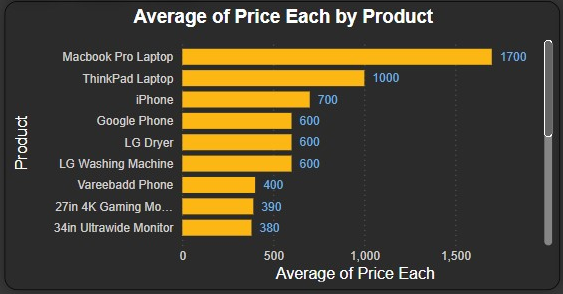 Average of Price Each by Product
Product
Macbook Pro Laptop 1700
ThinkPad Laptop 1000
iPhone 700
Google Phone 600
LG Dryer 600
LG Washing Machine 600
Vareebadd Phone 400
27in 4K Gaming Mo... 390
34in Ultrawide Monitor 380
0 500 1,000 1,500
Average of Price Each